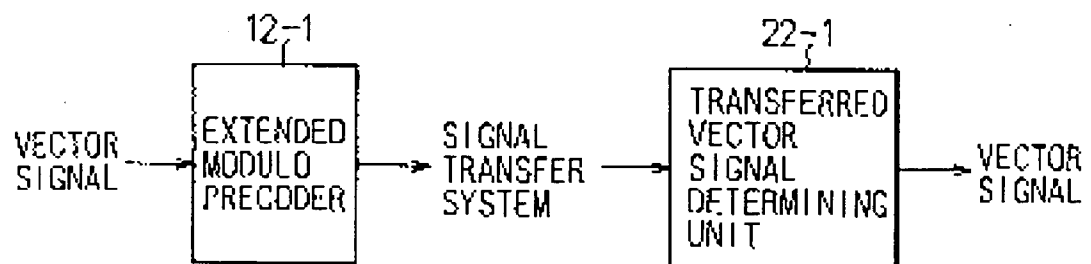 12-1
22-1
VECTOR
SIGNAL
EXTENDED
MODULO
PRECODER
SIGNAL
TRANSFER
SYSTEM
TRANSFERRED
VECTOR
SIGNAL
DETERMINING
UNIT
VECTOR
SIGNAL